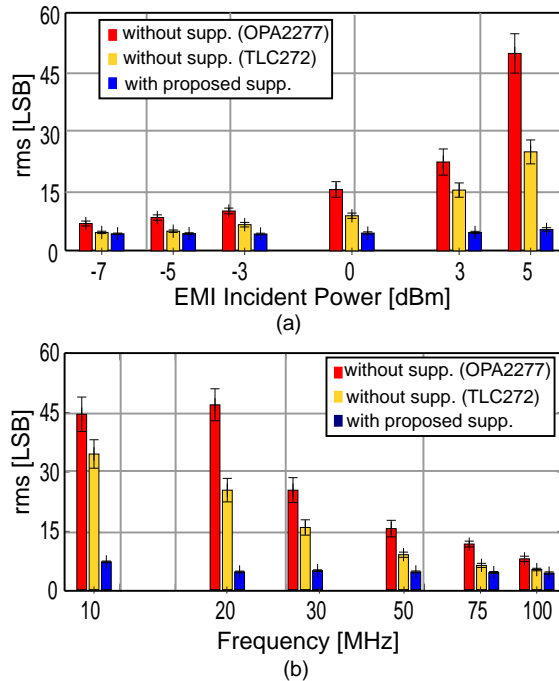 60
45
30
15
0
rms [LSB]
without supp. (OPA2277)
without supp. (TLC272)
with proposed supp.
-7 -5 -3 0 3 5
EMI Incident Power [dBm]
(a)
60
45
30
15
0
rms [LSB]
without supp. (OPA2277)
without supp. (TLC272)
with proposed supp.
10 20 30 50 75 100
Frequency [MHz]
(b)